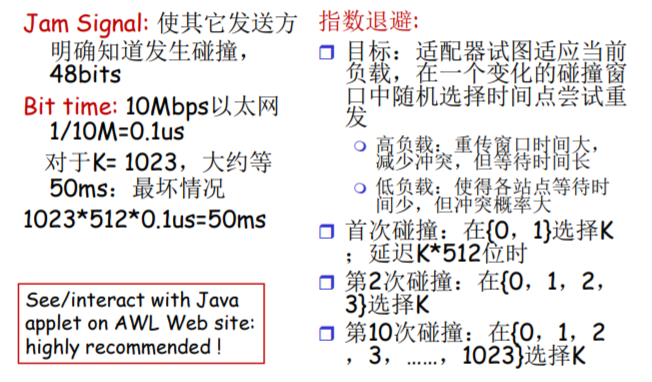 Jam Signal: 使其它发送方
明确知道发生碰撞，
48bits
Bit time: 10Mbps以太网
1/10M=0.1us
对于K= 1023，大约等
50ms：最坏情况
1023*512*0.1us=50ms
See/interact with Java
applet on AWL Web site:
highly recommended !
指数退避:
目标：适配器试图适应当前
负载，在一个变化的碰撞窗
口中随机选择时间点尝试重
发
高负载：重传窗口时间大，
减少冲突，但等待时间长
低负载：使得各站点等待时
间少，但冲突概率大
首次碰撞：在{0，1}选择K
；延迟K*512位时
第2次碰撞：在{0，1，2，
3}选择K
第10次碰撞：在{0，1，2
，3，……，1023}选择K